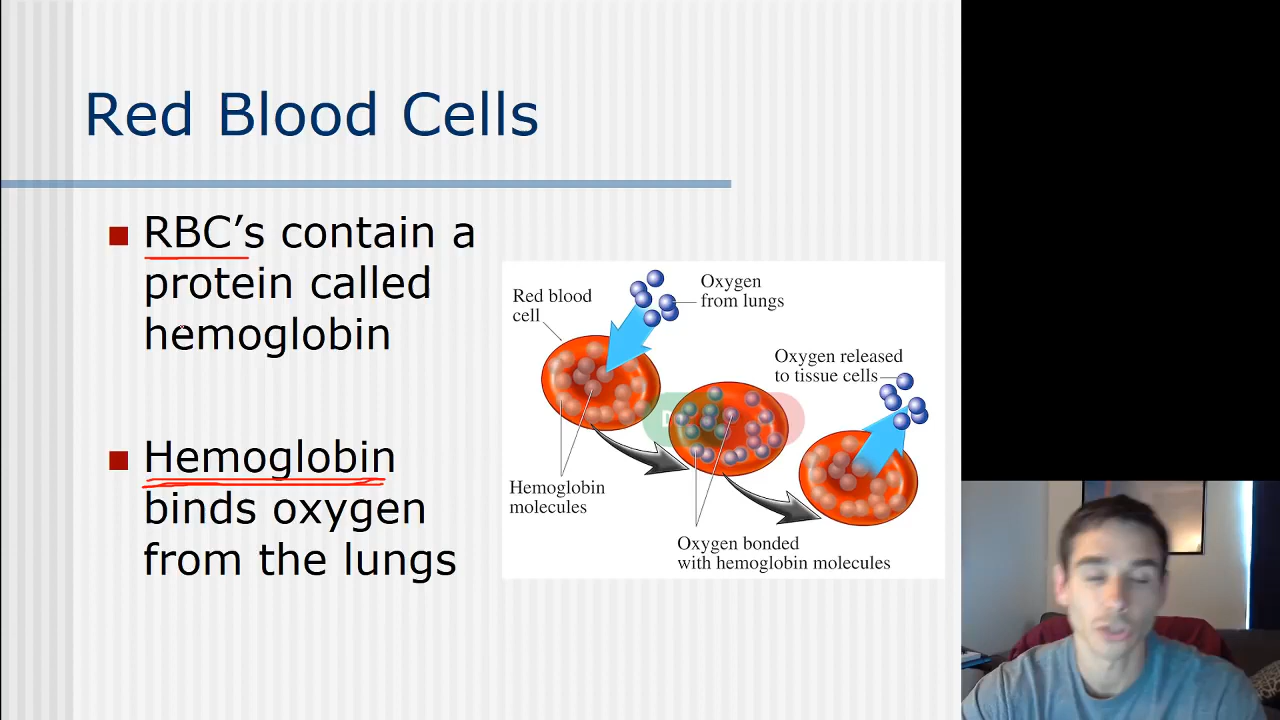 Red Blood Cells
RBC’s contain a
protein called
hemoglobin
Hemoglobin
binds oxygen
from the lungs
Red blood
cell
Oxygen
from lungs
Oxygen released
to tissue cells
Hemoglobin
molecules
Oxygen bonded
with hemoglobin molecules